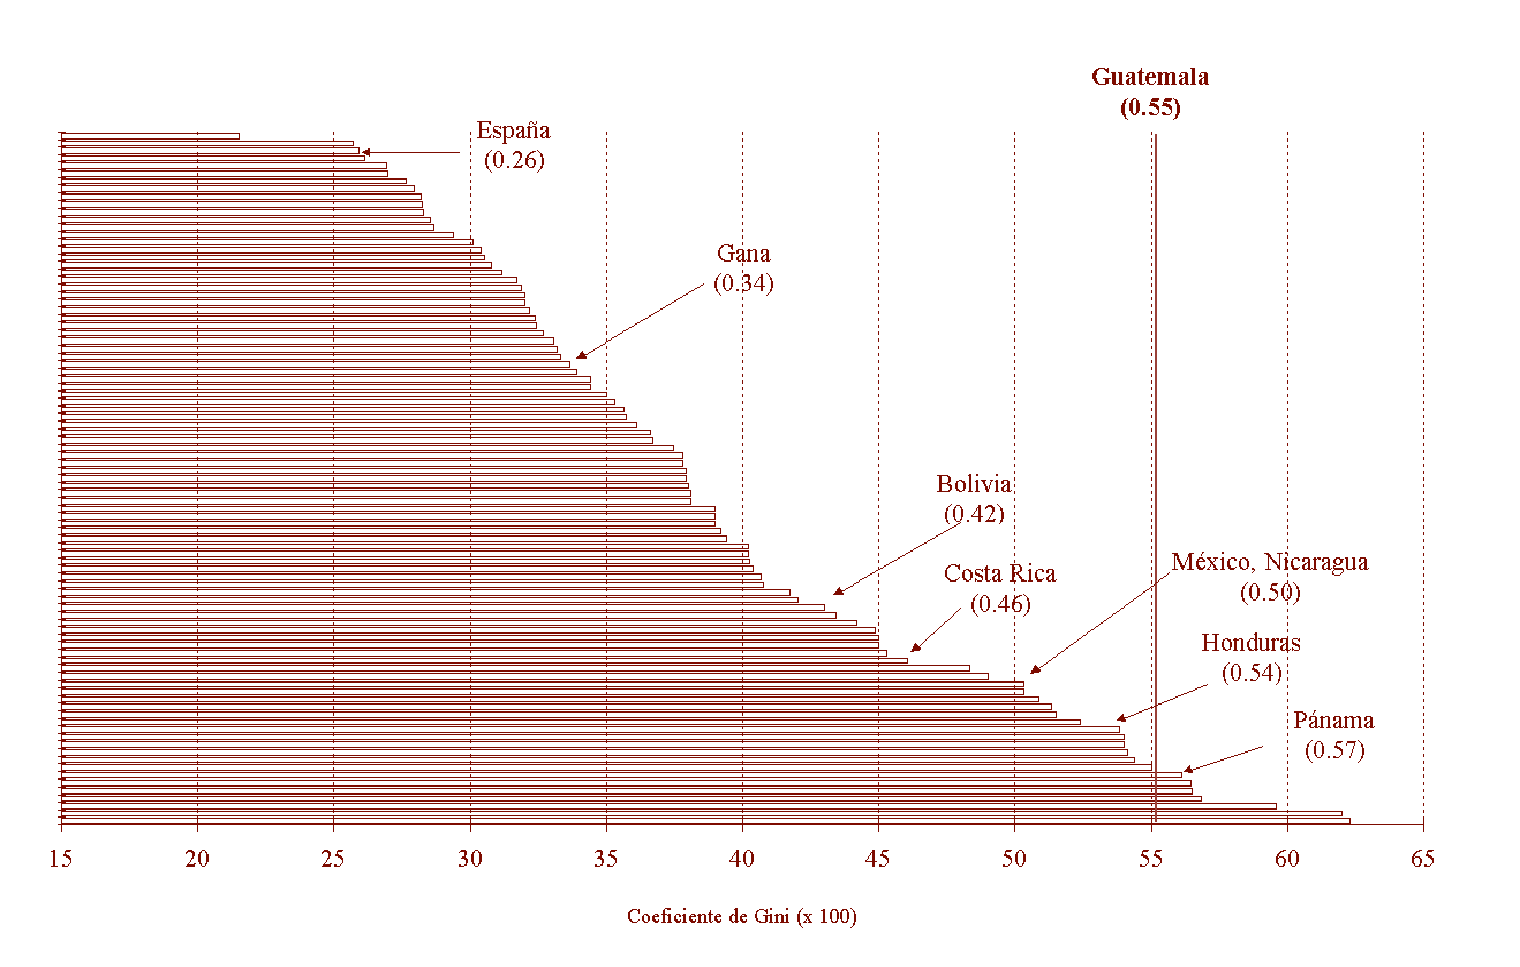 Guatemala
(0.55)
España
(0.26)
Gana
(0.34)
Bolivia
(0.42)
México, Nicaragua
(0.50)
Costa Rica
(0.46)
Honduras
(0.54)
Pánama
(0.57)
15 20 25 30 35 40 45 50 55 60 65
Coeficiente de Gini (x 100)